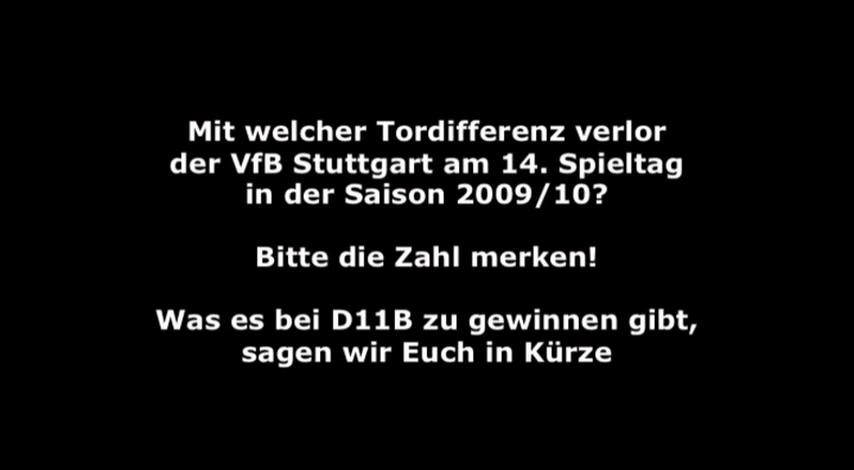 Mit welcher Tordifferenz verlor
der VfB Stuttgart am 14. Spieltag
in der Saison 2009/10?
Bitte die Zahl merken!
Was es bei D11B zu gewinnen gibt,
sagen wir Euch in Kürze